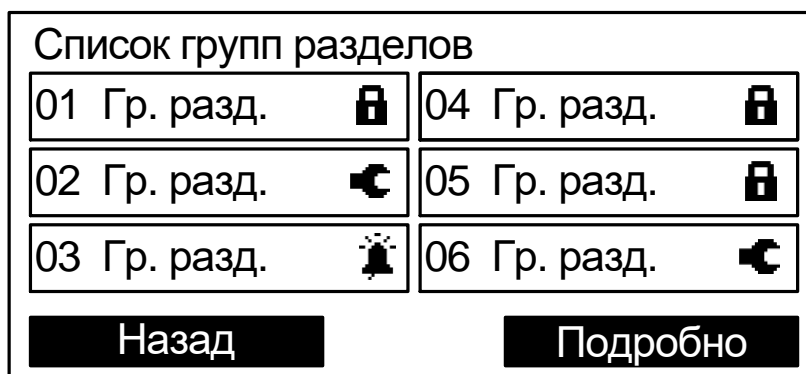 Список групп разделов
01 Гр. разд.
04 Гр. разд.
02 Гр. разд.
05 Гр. разд.
03 Гр. разд.
06 Гр. разд.
Назад
Подробно